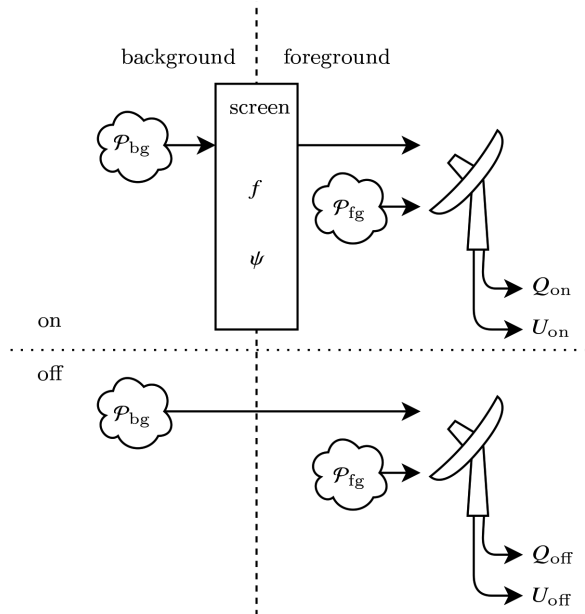 background foreground
screen
𝒫bg
f
𝒫fg
ψ
Qon
on
Uon
off
𝒫bg
𝒫fg
Qoff
Uoff